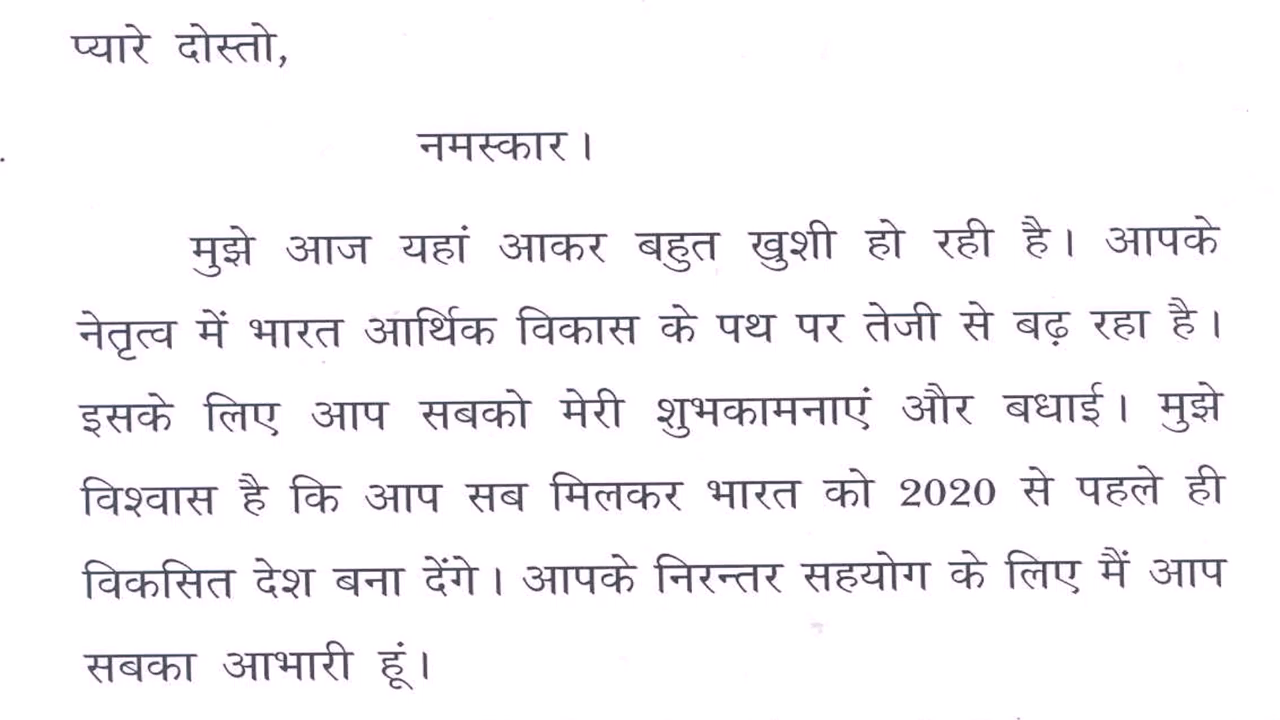 प्यारे दोस्तो,
नमस्कार।
मुझे आज यहां आकर बहुत खुशी हो रही है। आपके
नेतृत्व में भारत आर्थिक विकास के पथ पर तेजी से बढ़ रहा है।
इसके लिए आप सबको मेरी शुभकामनाएं और बधाई। मुझे
विश्वास है कि आप सब मिलकर भारत को 2020 से पहले ही
विकसित देश बना देंगे। आपके निरन्तर सहयोग के लिए मैं आप
सबका आभारी हूं।